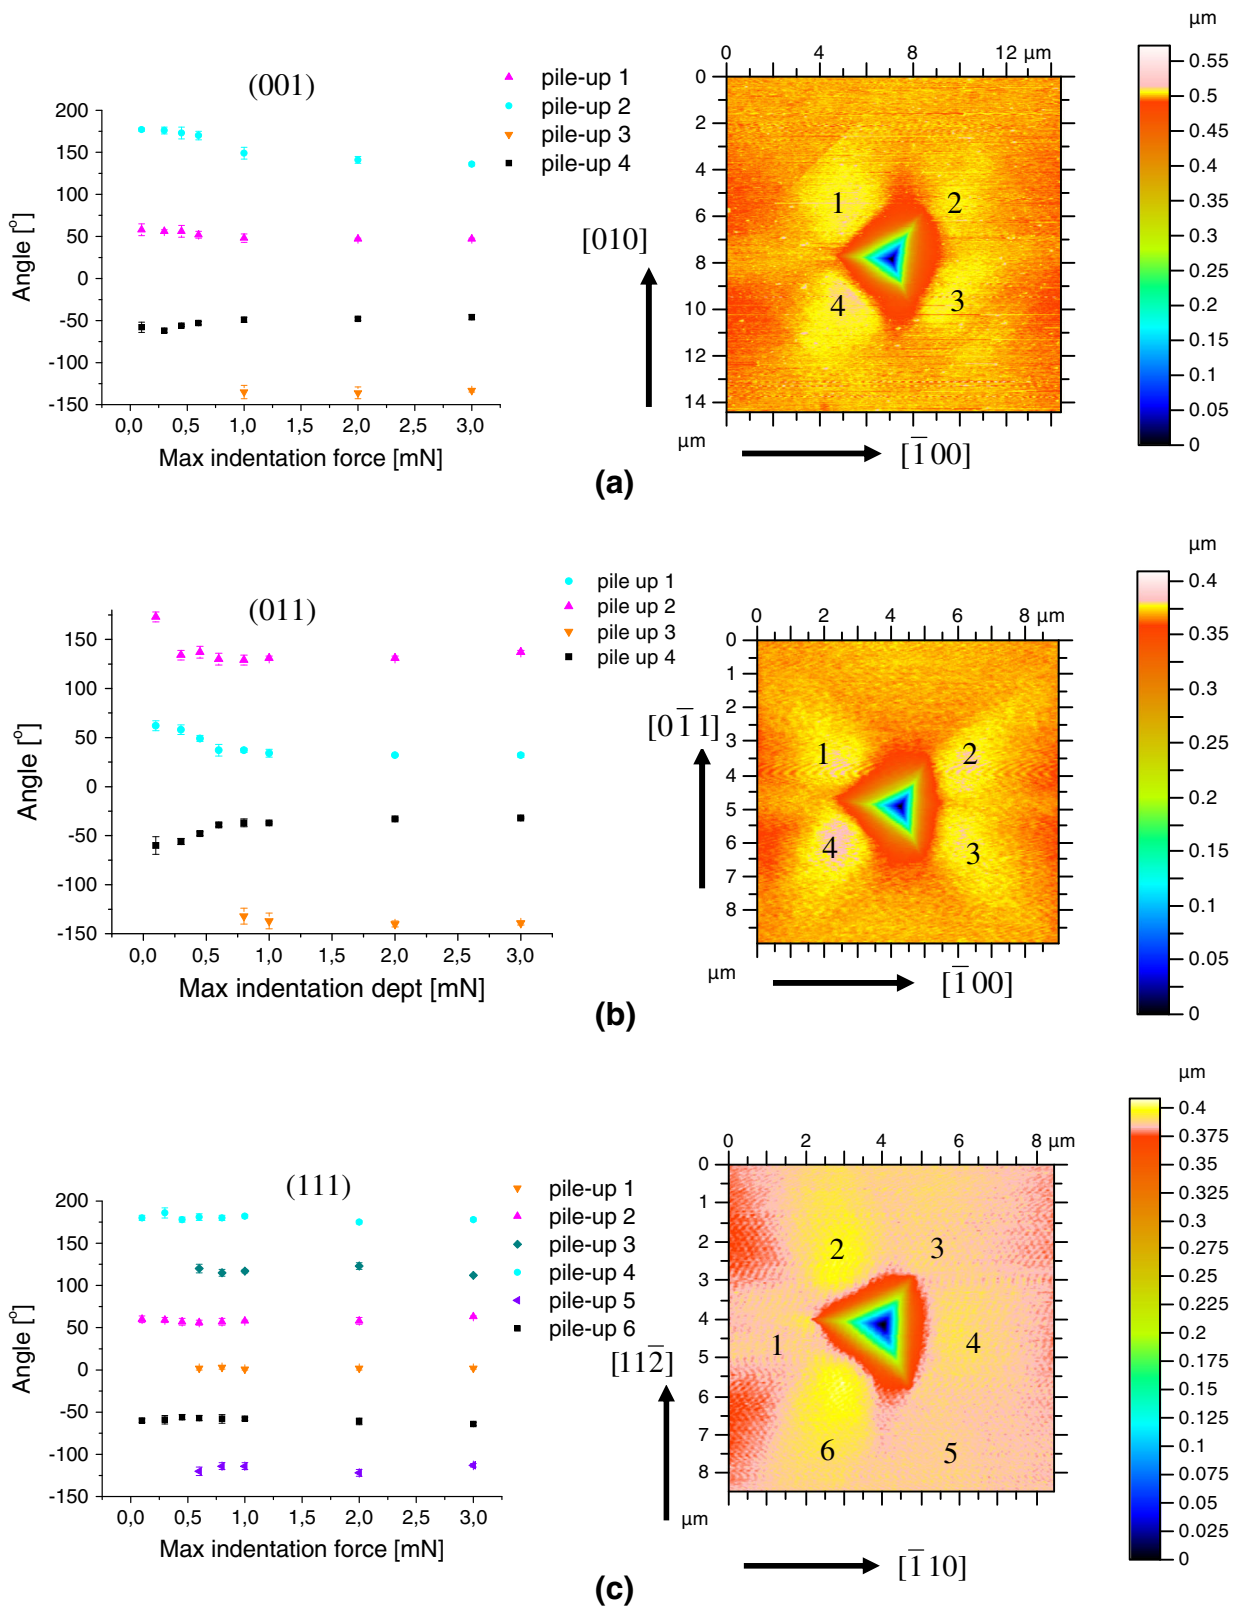 (001)
pile-up 1
pile-up 2
pile-up 3
pile-up 4
200
150
100
50
0
-50
-100
-150
Angle [°]
0,0 0,5 1,0 2,0 3,0
Max indentation force [mN]
0 4 8 12 µm
0
2
4
6
8
10
12
14
µm
1 2
4 3
[010]
[1̅00]
µm
0.55
0.5
0.45
0.4
0.35
0.3
0.25
0.2
0.15
0.1
0.05
0
(a)
(011)
pile up 1
pile up 2
pile up 3
pile up 4
150
100
50
0
-50
-100
-150
Angle [°]
0,0 0,5 1,0 1,5 2,0 2,5 3,0
Max indentation dept [mN]
0 2 4 6 µm
0
1
2
3
4
5
6
7
8
µm
1 2
4 3
[01̅1]
[1̅00]
µm
0.4
0.35
0.3
0.25
0.2
0.15
0.1
0.05
0
(b)
(111)
pile-up 1
pile-up 2
pile-up 3
pile-up 4
pile-up 5
pile-up 6
200
150
100
50
0
-50
-100
-150
Angle [°]
0,0 0,5 1,0 2,0 3,0
Max indentation force [mN]
0 2 4 6 8 µm
0
1
2
3
4
5
6
7
8
µm
2 3
1 4
6 5
[112̅]
[1̅10]
µm
0.4
0.375
0.35
0.325
0.3
0.275
0.25
0.225
0.2
0.175
0.15
0.125
0.1
0.075
0.05
0.025
0
(c)